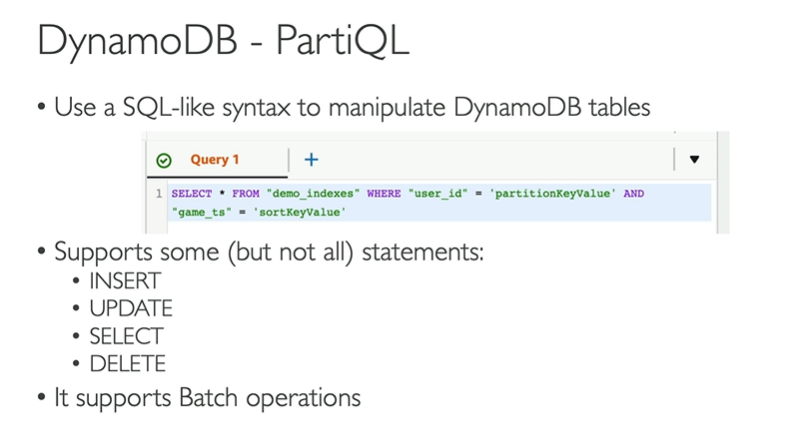 DynamoDB - PartiQL
• Use a SQL-like syntax to manipulate DynamoDB tables
Query 1 +
1 SELECT * FROM "demo_indexes" WHERE "user_id" = 'partitionKeyValue' AND
"game_ts" = 'sortKeyValue'
• Supports some (but not all) statements:
• INSERT
• UPDATE
• SELECT
• DELETE
• It supports Batch operations